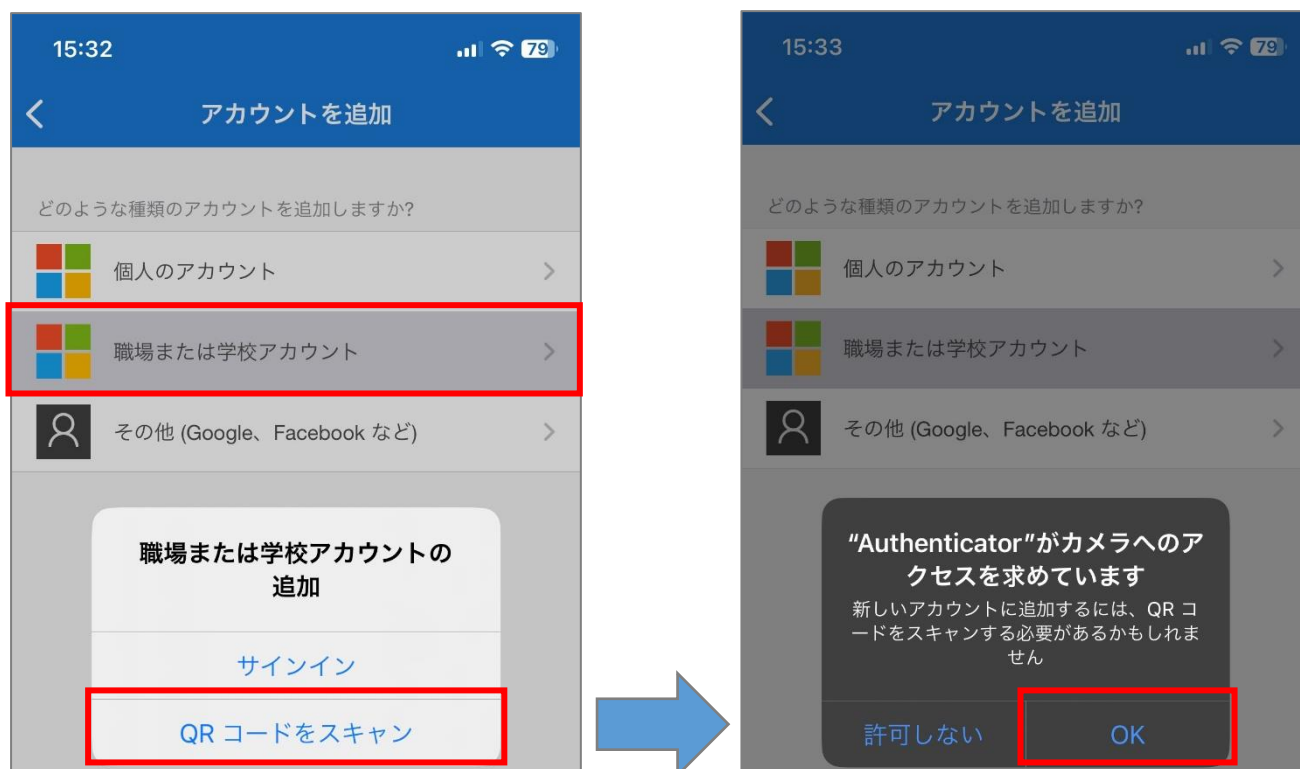 15:32
79
アカウントを追加
どのような種類のアカウントを追加しますか?
個人のアカウント
職場または学校アカウント
その他 (Google、Facebook など)
職場または学校アカウントの
追加
サインイン
QR コードをスキャン
15:33
79
アカウントを追加
どのような種類のアカウントを追加しますか?
個人のアカウント
職場または学校アカウント
その他 (Google、Facebook など)
“Authenticator”がカメラへのア
クセスを求めています
新しいアカウントに追加するには、QR コ
ードをスキャンする必要があるかもしれま
せん
許可しない
OK